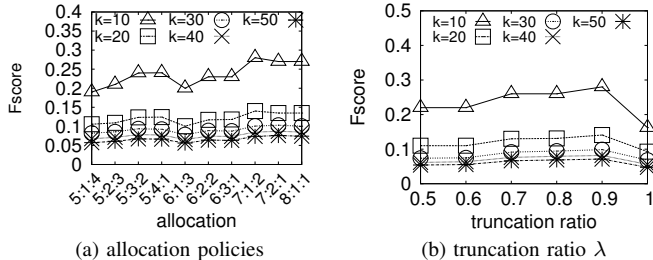 k=10 k=30 k=50
k=20 k=40
0.4
0.35
0.3
0.25
0.2
0.15
0.1
0.05
0
Fscore
5:1:4 5:2:3 5:3:2 5:4:1 6:1:3 6:2:2 6:3:1 7:1:2 7:2:1 8:1:1
allocation
(a) allocation policies
k=10 k=30 k=50
k=20 k=40
0.5
0.4
0.3
0.2
0.1
0
Fscore
0.5 0.6 0.7 0.8 0.9 1
truncation ratio
(b) truncation ratio λ